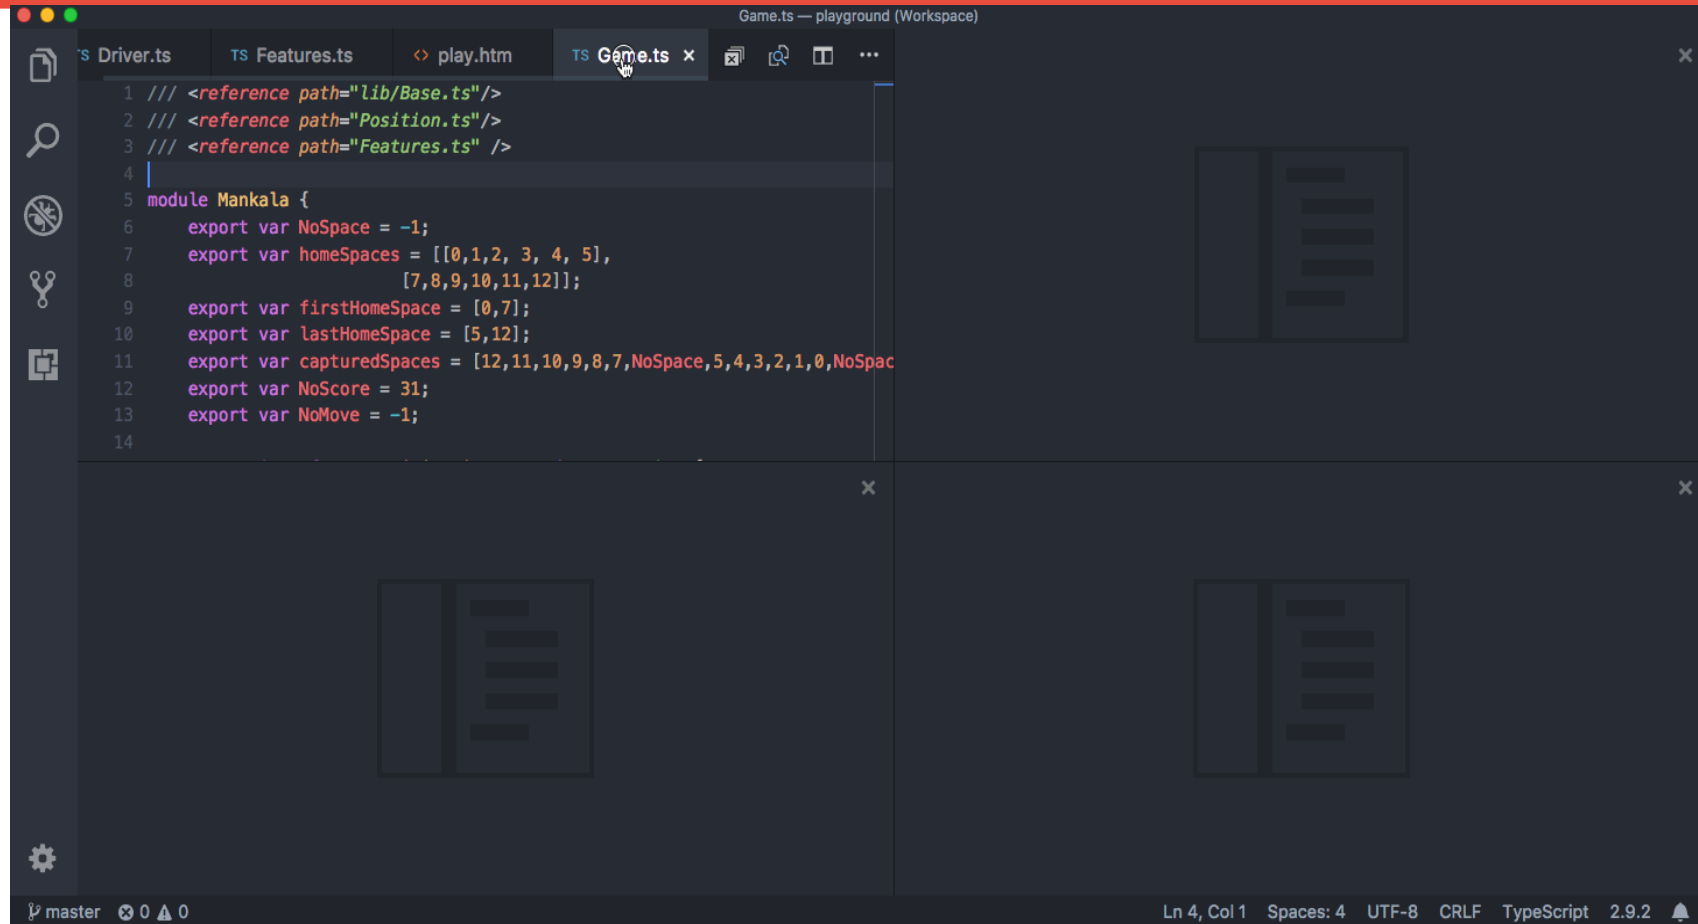 Game.ts — playground (Workspace)
TS Driver.ts TS Features.ts <> play.htm TS Game.ts
1 /// <reference path="lib/Base.ts"/>
2 /// <reference path="Position.ts"/>
3 /// <reference path="Features.ts" />
4
5 module Mankala {
6 export var NoSpace = -1;
7 export var homeSpaces = [[0,1,2, 3, 4, 5],
8 [7,8,9,10,11,12]];
9 export var firstHomeSpace = [0,7];
10 export var lastHomeSpace = [5,12];
11 export var capturedSpaces = [12,11,10,9,8,7,NoSpace,5,4,3,2,1,0,NoSpac
12 export var NoScore = 31;
13 export var NoMove = -1;
14
master 0 0 Ln 4, Col 1 Spaces: 4 UTF-8 CRLF TypeScript 2.9.2